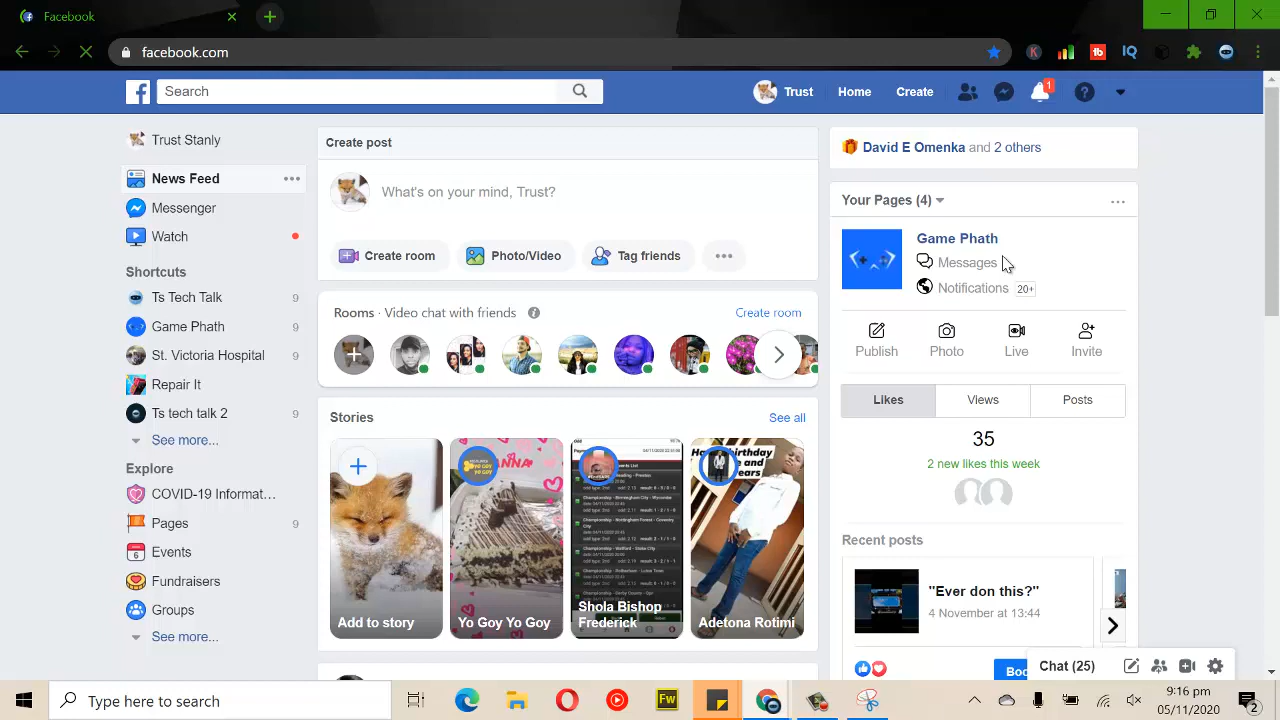 Facebook
facebook.com
Search
Trust
Home
Create
1
Trust Stanly
News Feed
Messenger
Watch
Shortcuts
Ts Tech Talk 9
Game Phath 9
St. Victoria Hospital
Repair It
Ts tech talk 2 9
See more...
Explore
Pages 9
Events
Fundraisers
Groups
See more...
Create post
What's on your mind, Trust?
Create room
Photo/Video
Tag friends
Rooms · Video chat with friends
Create room
Stories
See all
Add to story
Yo Goy Yo Goy
Shola Bishop
Frederick
Adetona Rotimi
David E Omenka and 2 others
Your Pages (4)
Game Phath
Messages
Notifications 20+
Publish
Photo
Live
Invite
Likes
Views
Posts
35
2 new likes this week
Recent posts
"Ever don this?"
4 November at 13:44
Chat (25)
Type here to search
Fw
9:16 pm
05/11/2020
2